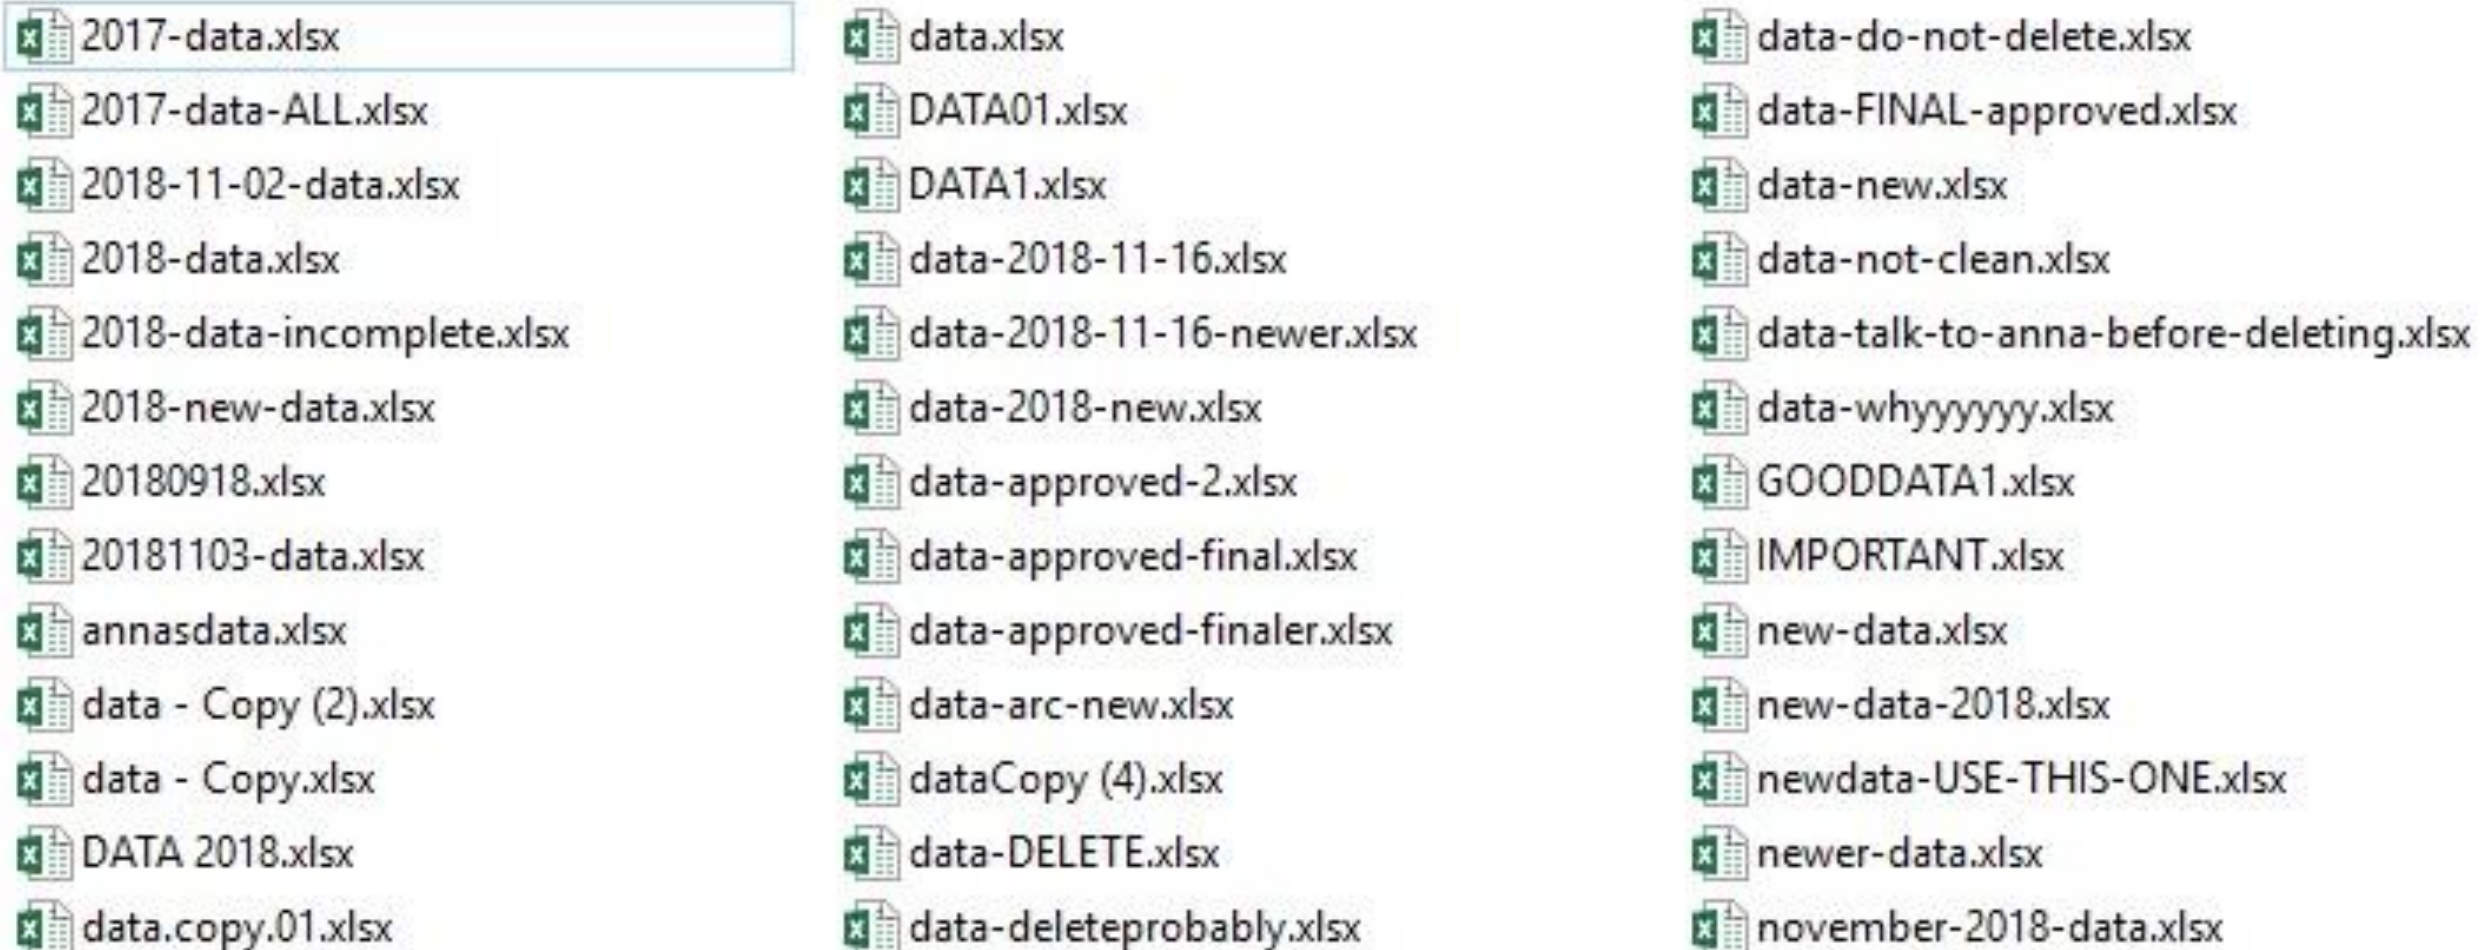 2017-data.xlsx
2017-data-ALL.xlsx
2018-11-02-data.xlsx
2018-data.xlsx
2018-data-incomplete.xlsx
2018-new-data.xlsx
20180918.xlsx
20181103-data.xlsx
annasdata.xlsx
data - Copy (2).xlsx
data - Copy.xlsx
DATA 2018.xlsx
data.copy.01.xlsx
data.xlsx
DATA01.xlsx
DATA1.xlsx
data-2018-11-16.xlsx
data-2018-11-16-newer.xlsx
data-2018-new.xlsx
data-approved-2.xlsx
data-approved-final.xlsx
data-approved-finaler.xlsx
data-arc-new.xlsx
dataCopy (4).xlsx
data-DELETE.xlsx
data-deleteprobably.xlsx
data-do-not-delete.xlsx
data-FINAL-approved.xlsx
data-new.xlsx
data-not-clean.xlsx
data-talk-to-anna-before-deleting.xlsx
data-whyyyyyy.xlsx
GOODDATA1.xlsx
IMPORTANT.xlsx
new-data.xlsx
new-data-2018.xlsx
newdata-USE-THIS-ONE.xlsx
newer-data.xlsx
november-2018-data.xlsx